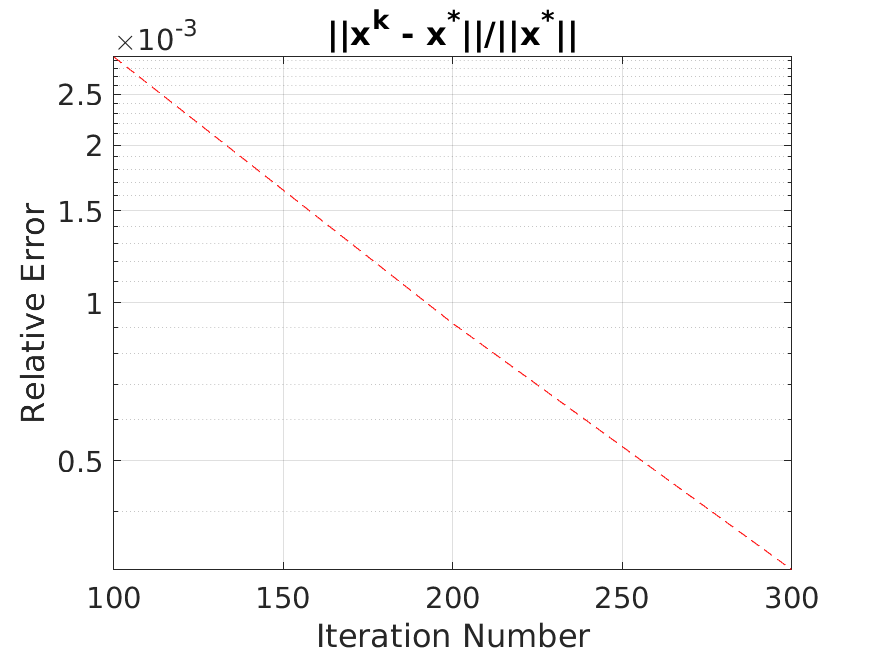 ||x^k - x^*||/||x^*||
×10^-3
2.5
2
1.5
1
0.5
Relative Error
100 150 200 250 300
Iteration Number